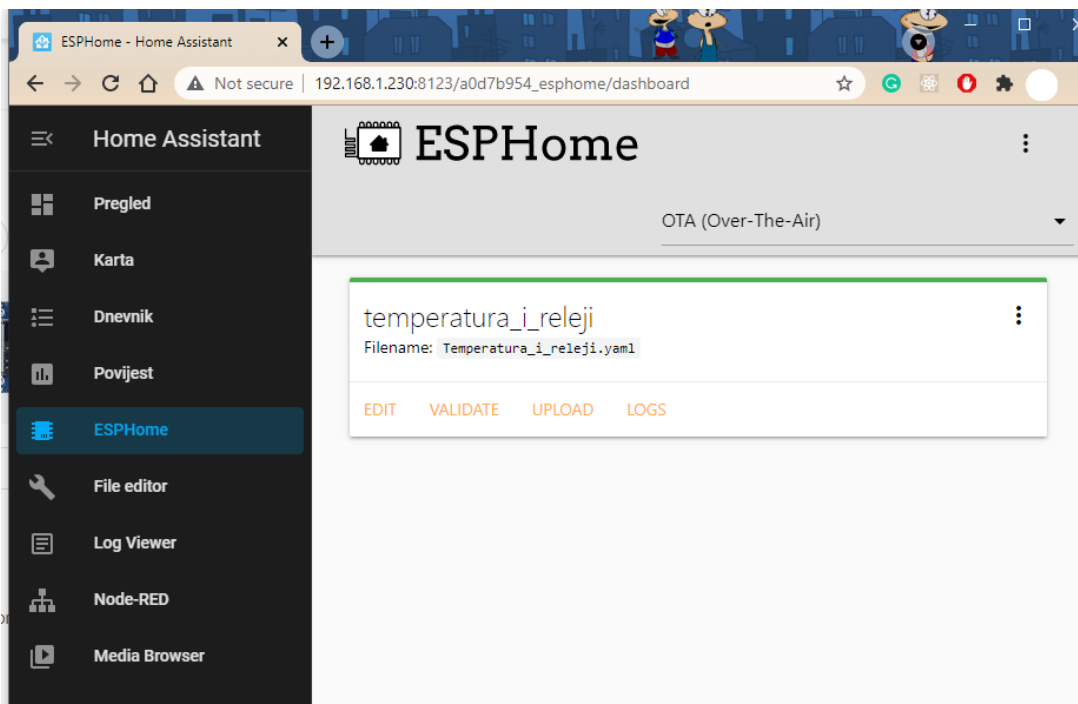 ESPHome - Home Assistant
Not secure | 192.168.1.230:8123/a0d7b954_esphome/dashboard
Home Assistant
ESPHome
OTA (Over-The-Air)
Pregled
Karta
Dnevnik
Povijest
ESPHome
File editor
Log Viewer
Node-RED
Media Browser
temperatura_i_releji
Filename: Temperatura_i_releji.yaml
EDIT VALIDATE UPLOAD LOGS